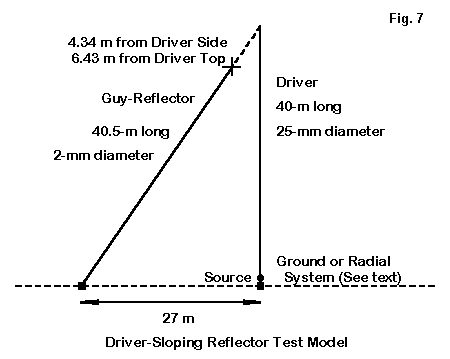 Fig. 7
4.34 m from Driver Side
6.43 m from Driver Top
Guy-Reflector
40.5-m long
2-mm diameter
Driver
40-m long
25-mm diameter
Source
Ground or Radial
System (See text)
27 m
Driver-Sloping Reflector Test Model